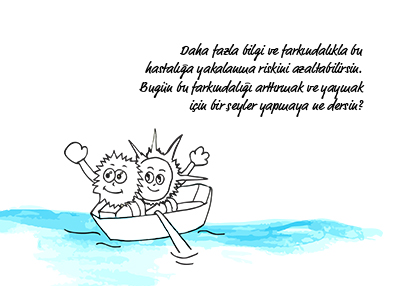 Daha fazla bilgi ve farkındalıkla bu
hastalığa yakalanma riskini azaltabilirsin.
Bugün bu farkındalığı arttırmak ve yaymak
için bir şeyler yapmaya ne dersin?